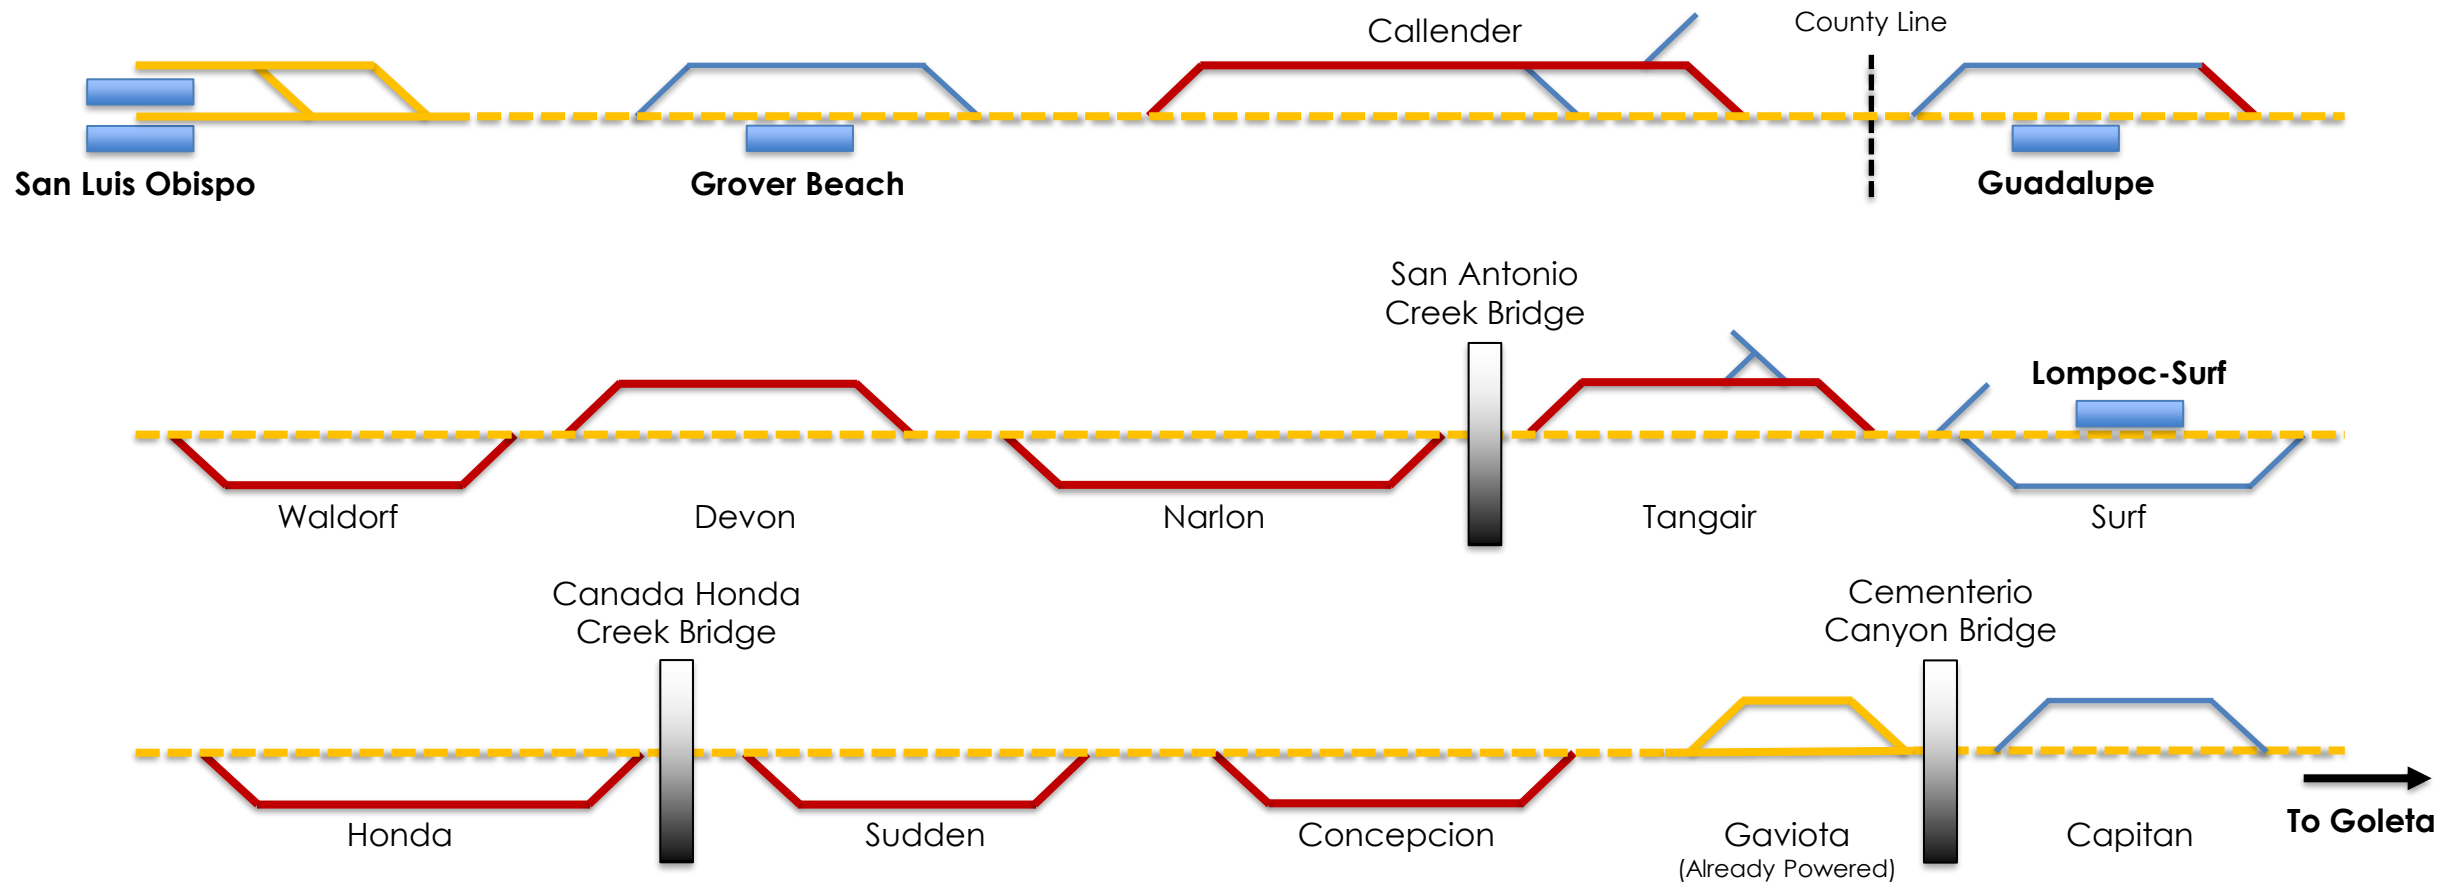 Callender
County Line
San Luis Obispo
Grover Beach
Guadalupe
San Antonio
Creek Bridge
Lompoc-Surf
Waldorf
Devon
Narlon
Tangair
Surf
Canada Honda
Creek Bridge
Cementerio
Canyon Bridge
Honda
Sudden
Concepcion
Gaviota
(Already Powered)
Capitan
To Goleta